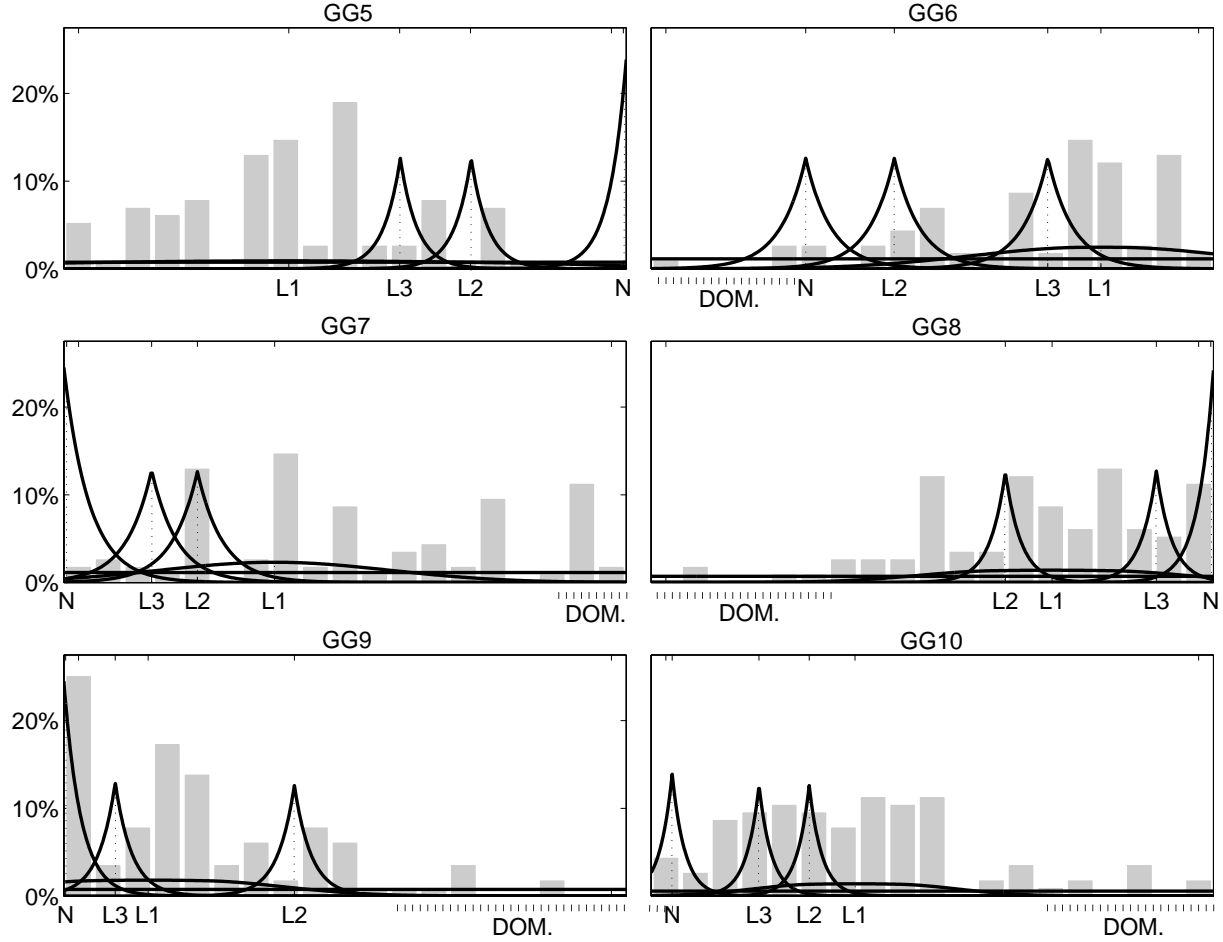 GG5 GG6
20%
10%
0%
L1 L3 L2 N
N L2 L3 L1
DOM.
GG7 GG8
20%
10%
0%
N L3 L2 L1
L2 L1 L3 N
DOM. DOM.
GG9 GG10
20%
10%
0%
N L3 L1 L2
N L3 L2 L1
DOM. DOM.